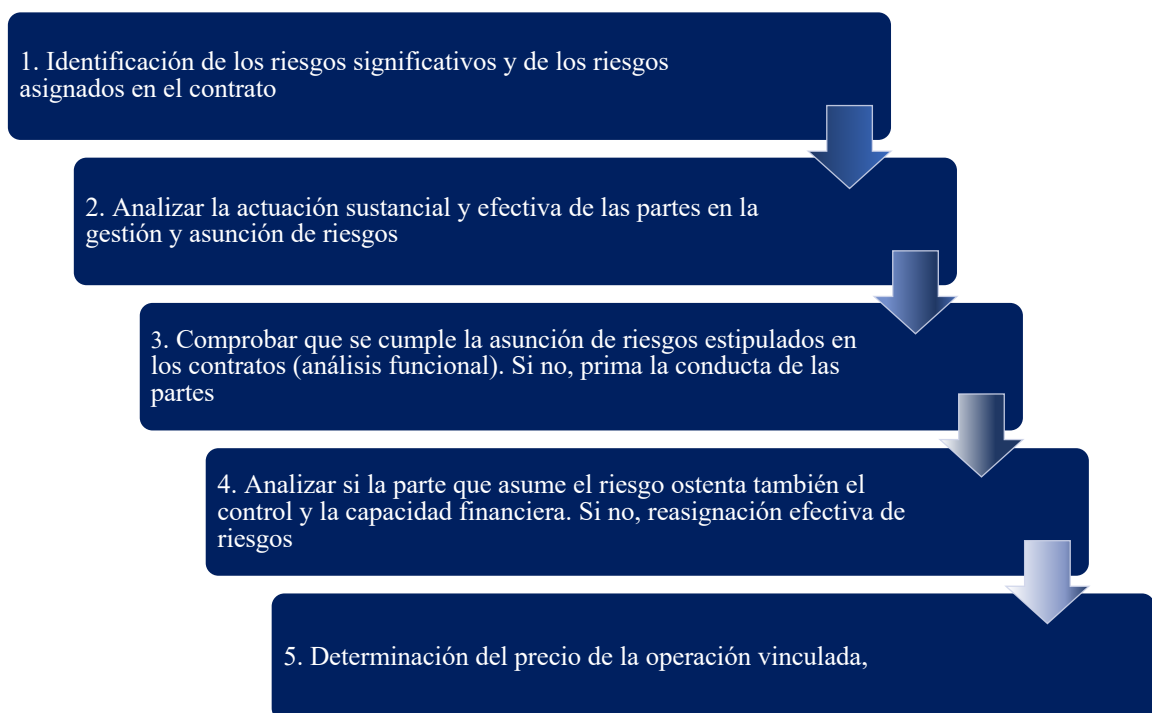 1. Identificación de los riesgos significativos y de los riesgos
asignados en el contrato
2. Analizar la actuación sustancial y efectiva de las partes en la
gestión y asunción de riesgos
3. Comprobar que se cumple la asunción de riesgos estipulados en
los contratos (análisis funcional). Si no, prima la conducta de las
partes
4. Analizar si la parte que asume el riesgo ostenta también el
control y la capacidad financiera. Si no, reasignación efectiva de
riesgos
5. Determinación del precio de la operación vinculada,